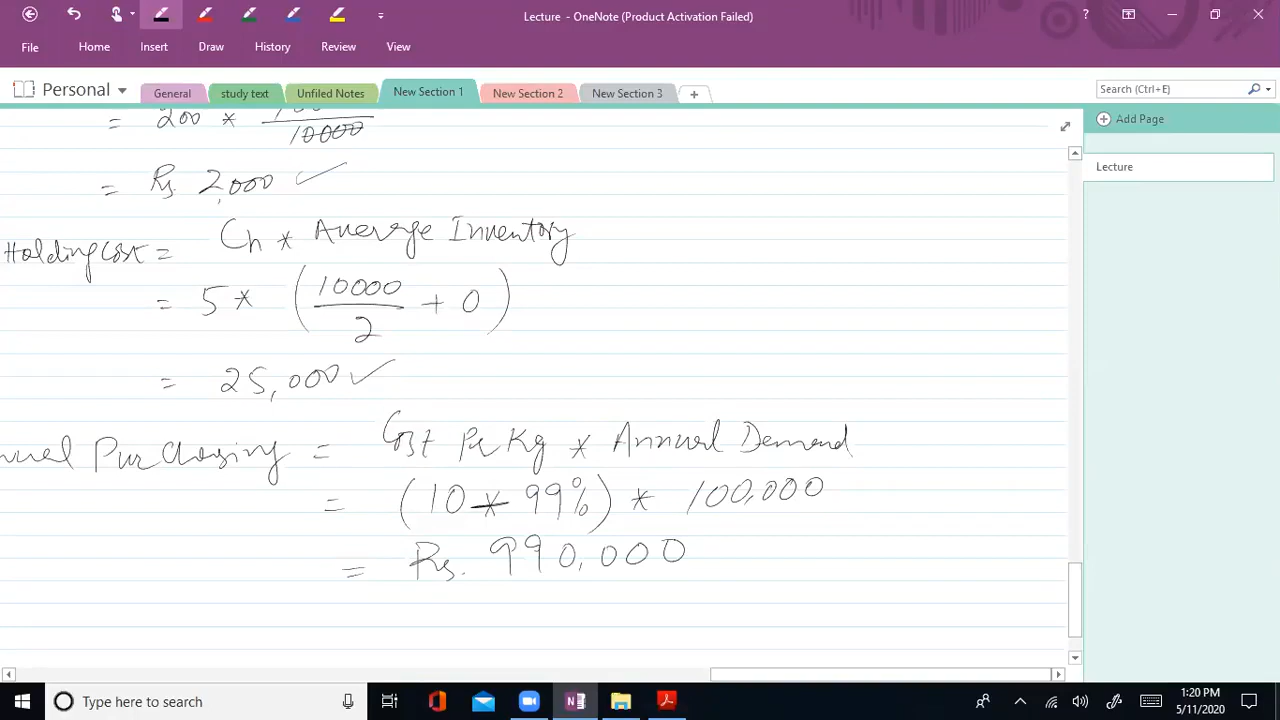 Lecture - OneNote (Product Activation Failed)
File Home Insert Draw History Review View
Personal General study text Unfiled Notes New Section 1 New Section 2 New Section 3 Search (Ctrl+E)
Add Page
Lecture
= 200 * / 10000
= Rs. 2,000 ✓
Holding Cost = Ch * Average Inventory
= 5 * (10000/2 + 0)
= 25,000 ✓
Purchasing = Cost Per Kg * Annual Demand
= (10 * 99%) * 100,000
= Rs. 990,000
Type here to search
1:20 PM
5/11/2020